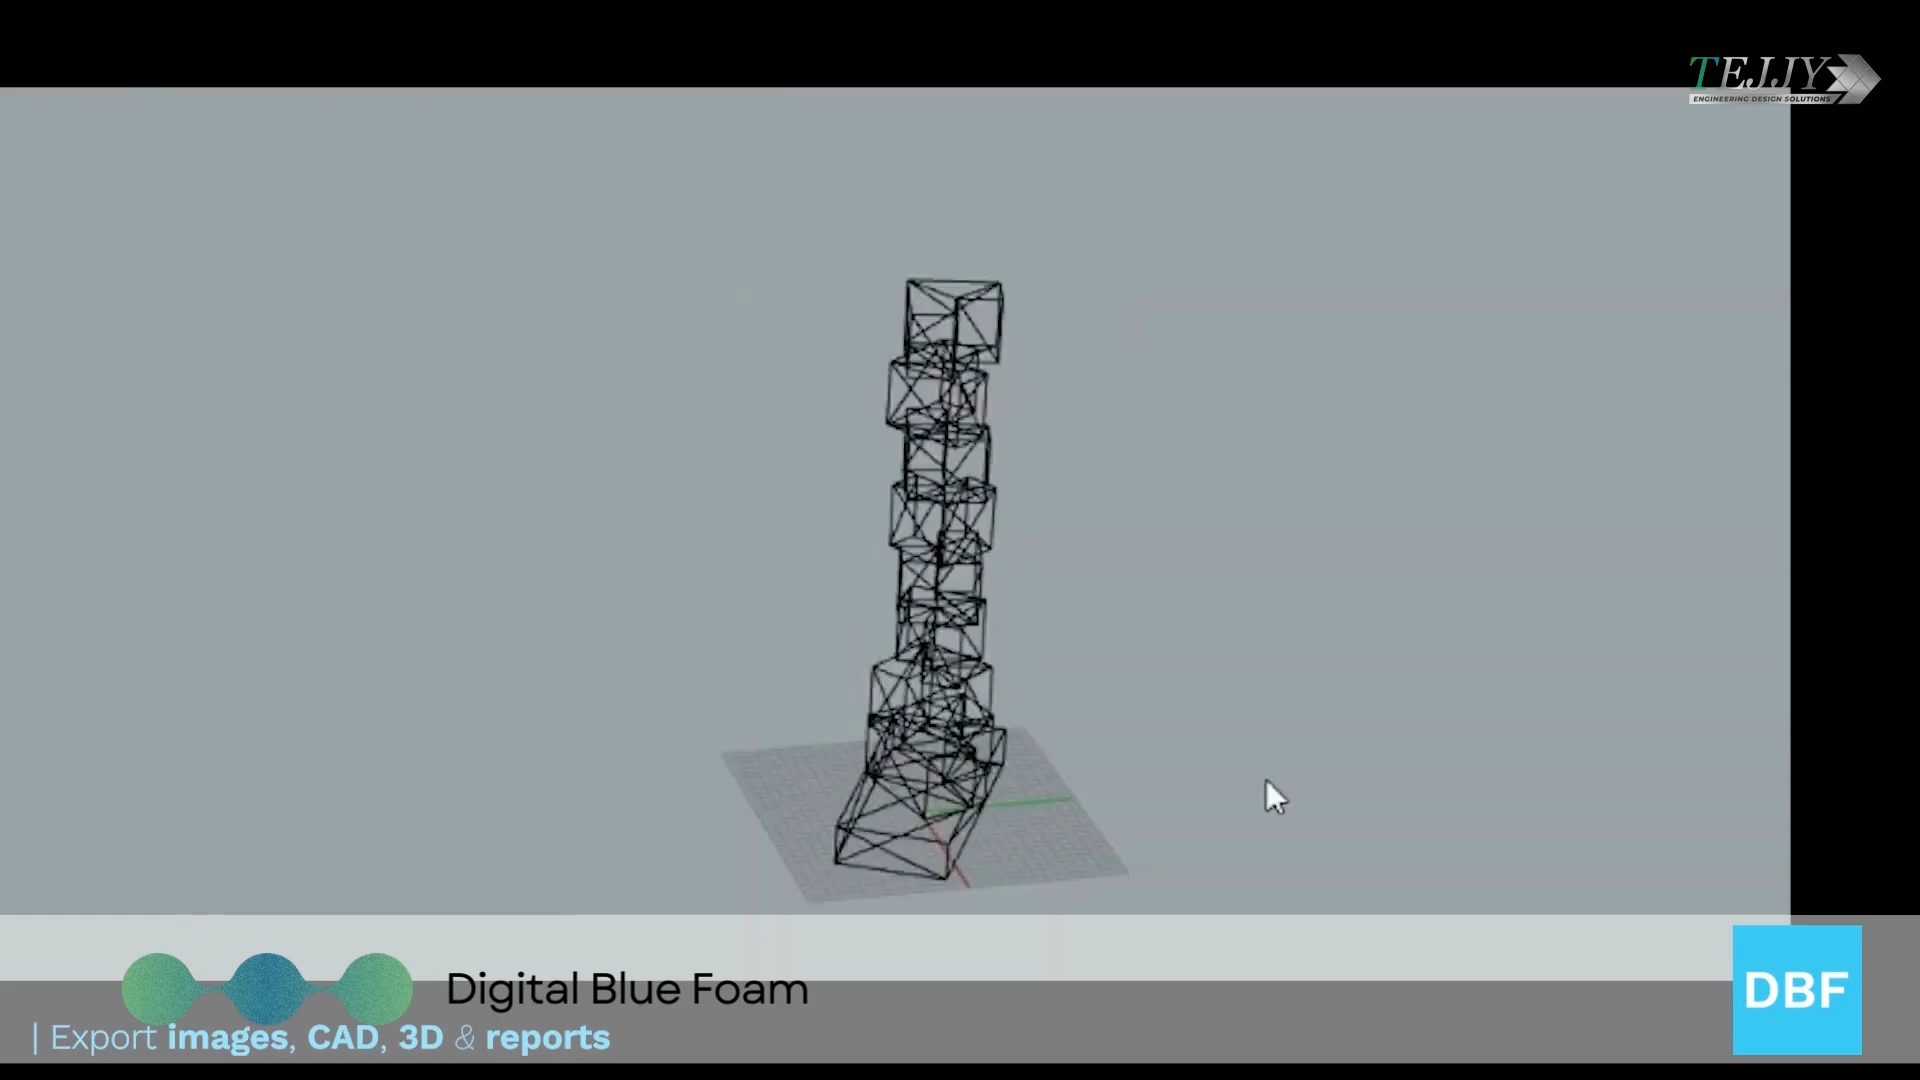 TEJJY
ENGINEERING DESIGN SOLUTIONS
Digital Blue Foam
DBF
| Export images, CAD, 3D & reports